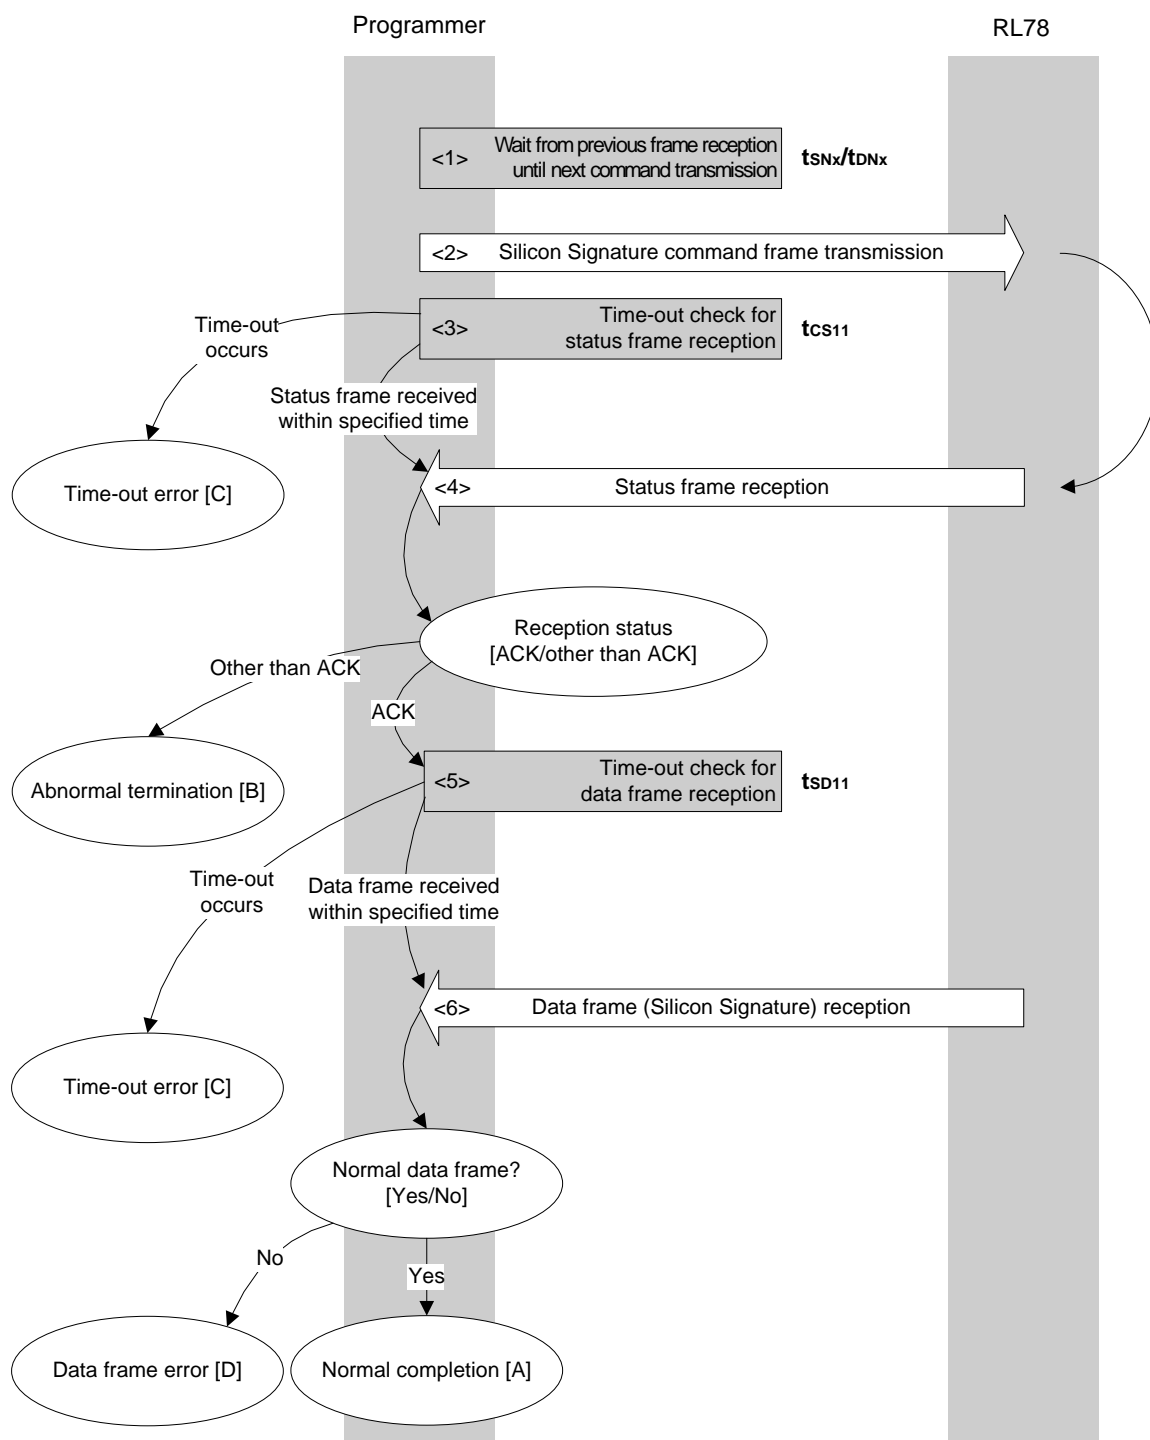 Programmer
RL78
<1> Wait from previous frame reception
until next command transmission
tSNx/tDNx
<2> Silicon Signature command frame transmission
Time-out
occurs
<3> Time-out check for
status frame reception
tCS11
Status frame received
within specified time
Time-out error [C]
<4> Status frame reception
Reception status
[ACK/other than ACK]
Other than ACK
ACK
Abnormal termination [B]
<5> Time-out check for
data frame reception
tSD11
Time-out
occurs
Data frame received
within specified time
<6> Data frame (Silicon Signature) reception
Time-out error [C]
Normal data frame?
[Yes/No]
No
Yes
Data frame error [D]
Normal completion [A]